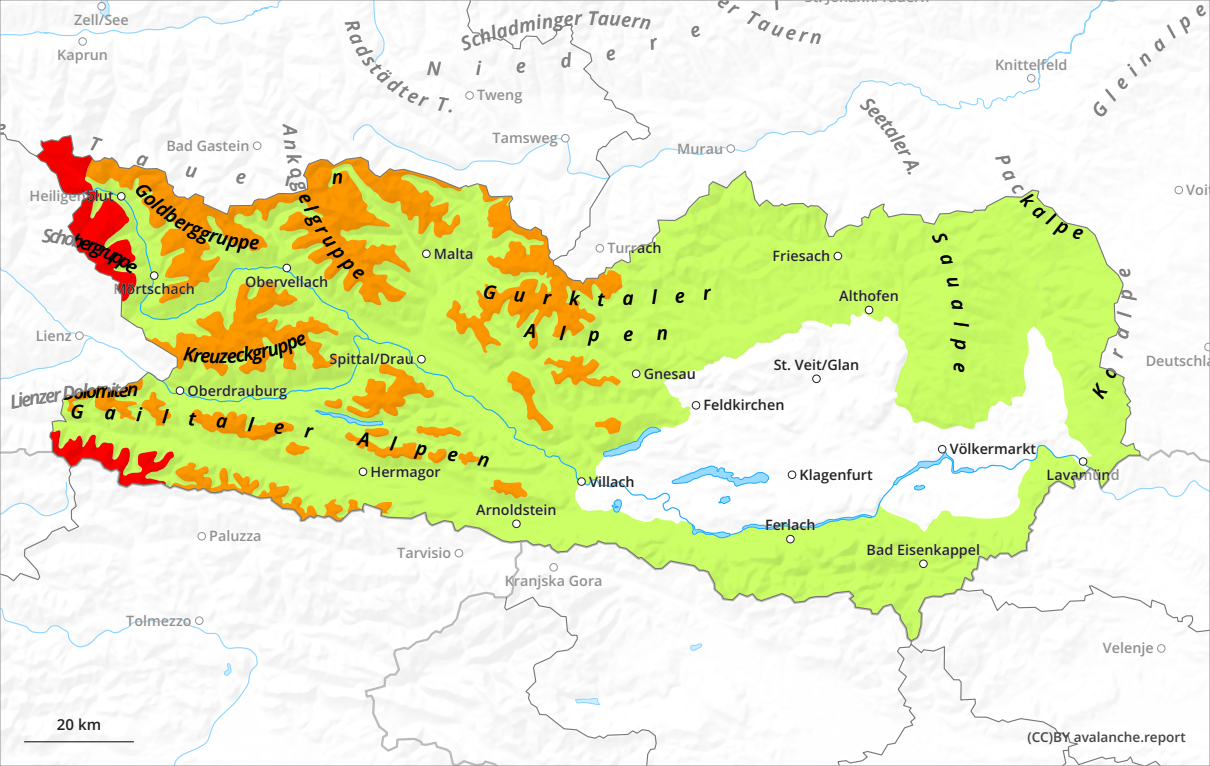 Zell/See
Kaprun
Schladminger Tauern
er Tauern
Radstädter T.
Niedere
Tweng
Tamsweg
Murau
Knittelfeld
Gleinalpe
Seetaler A.
Packalpe
Tauern
Bad Gastein
Ankogelgruppe
Heiligenblut
Goldberggruppe
Schobergruppe
Mörtschach
Obervellach
Malta
Turrach
Friesach
Gurktaler
Alpen
Althofen
Saualpe
Koralpe
Lienz
Kreuzeckgruppe
Spittal/Drau
Gnesau
St. Veit/Glan
Lienzer Dolomiten
Oberdrauburg
Feldkirchen
Gailtaler Alpen
Hermagor
Villach
Klagenfurt
Völkermarkt
Lavamünd
Arnoldstein
Ferlach
Bad Eisenkappel
Paluzza
Tarvisio
Kranjska Gora
Tolmezzo
Velenje
20 km
(CC)BY avalanche.report